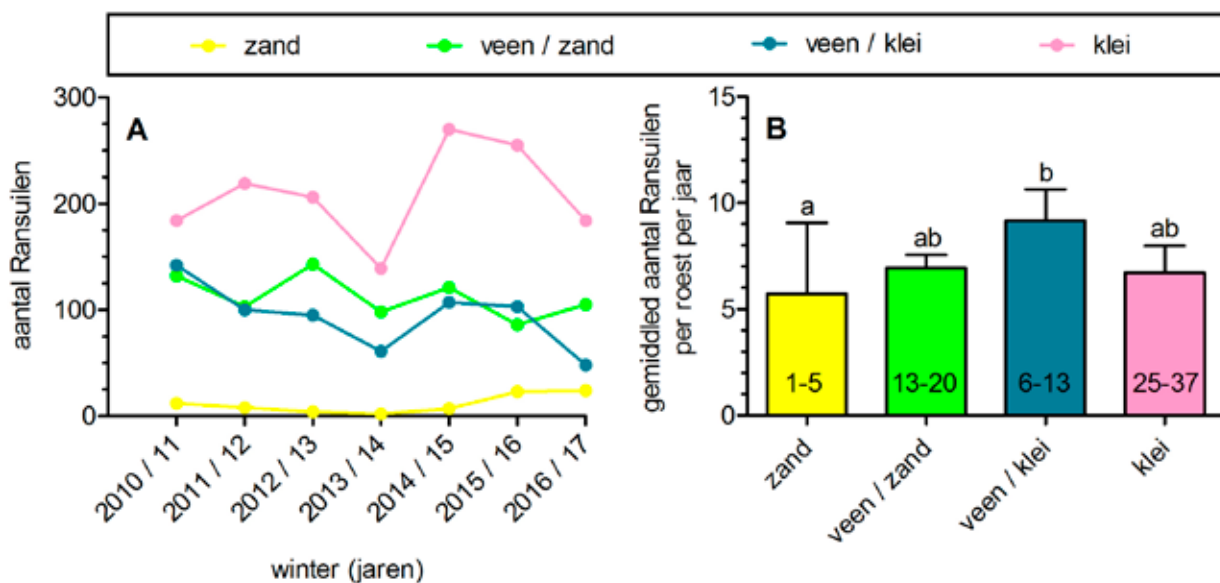 zand veen / zand veen / klei klei
A
aantal Ransuilen
300
200
100
0
2010 / 11 2011 / 12 2012 / 13 2013 / 14 2014 / 15 2015 / 16 2016 / 17
winter (jaren)
B
gemiddled aantal Ransuilen
per roest per jaar
15
10
5
0
a ab b ab
1-5 13-20 6-13 25-37
zand veen / zand veen / klei klei